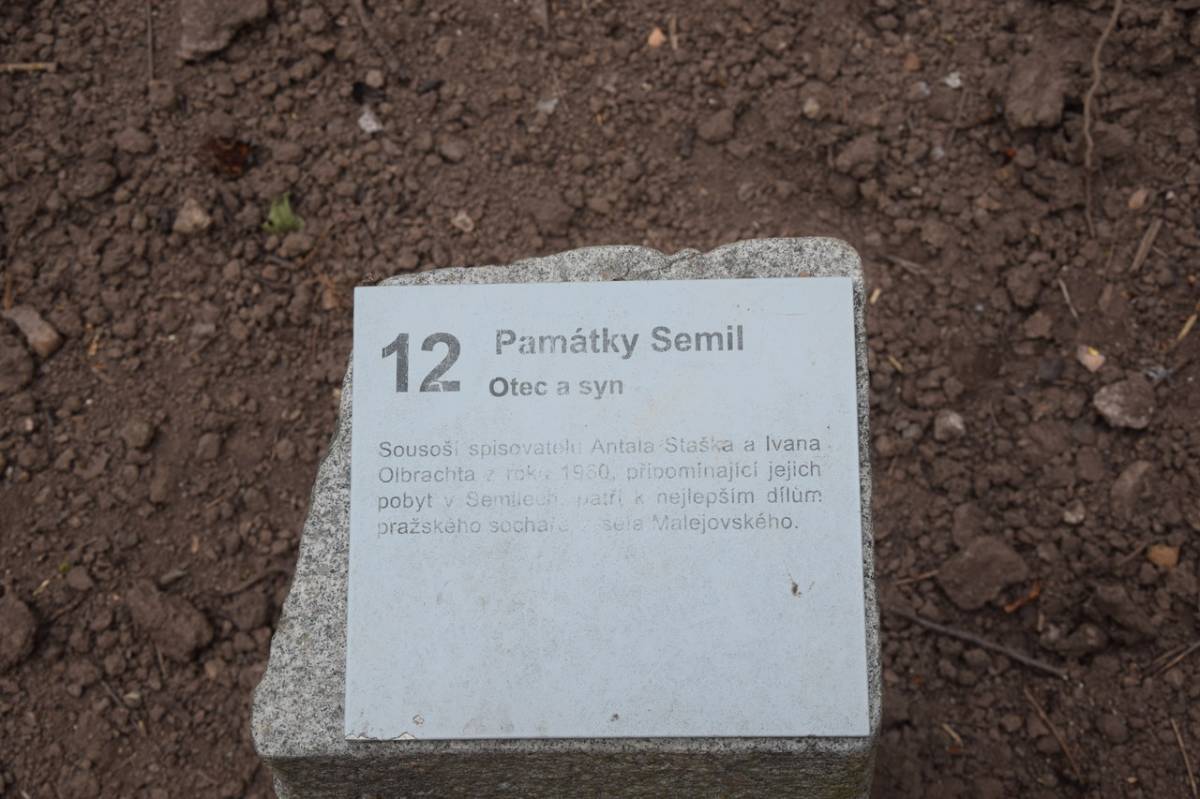 12 Památky Semil
Otec a syn
Sousoší spisovatelů Antala Staška a Ivana
Olbrachta z roku 1980, připomínající jejich
pobyt v Semilech, patří k nejlepším dílům
pražského sochaře Malejovského.